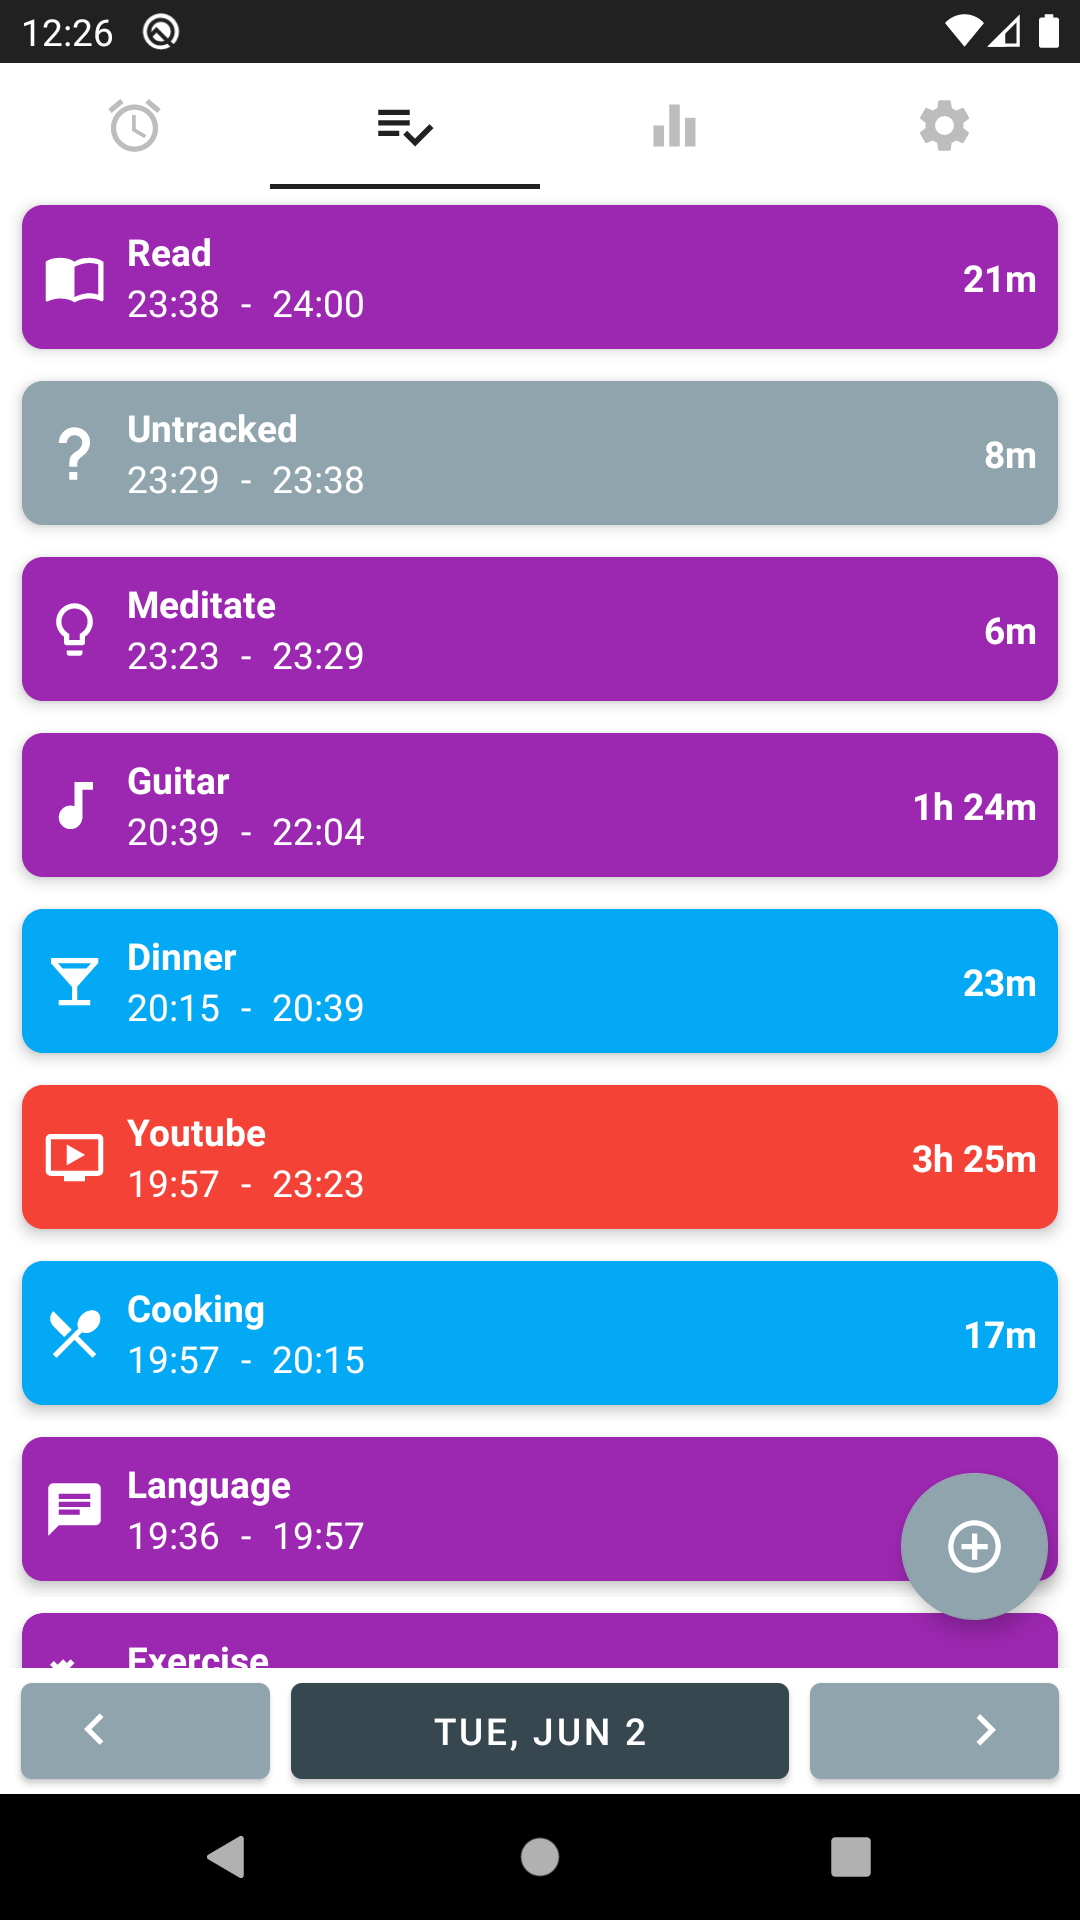 12:26
Read
23:38 - 24:00
21m
Untracked
23:29 - 23:38
8m
Meditate
23:23 - 23:29
6m
Guitar
20:39 - 22:04
1h 24m
Dinner
20:15 - 20:39
23m
Youtube
19:57 - 23:23
3h 25m
Cooking
19:57 - 20:15
17m
Language
19:36 - 19:57
Exercise
TUE, JUN 2